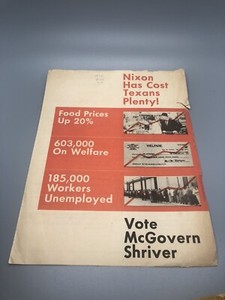 Nixon
Has Cost
Texans
Plenty!
Food Prices
Up 20%
603,000
On Welfare
185,000
Workers
Unemployed
Vote
McGovern
Shriver